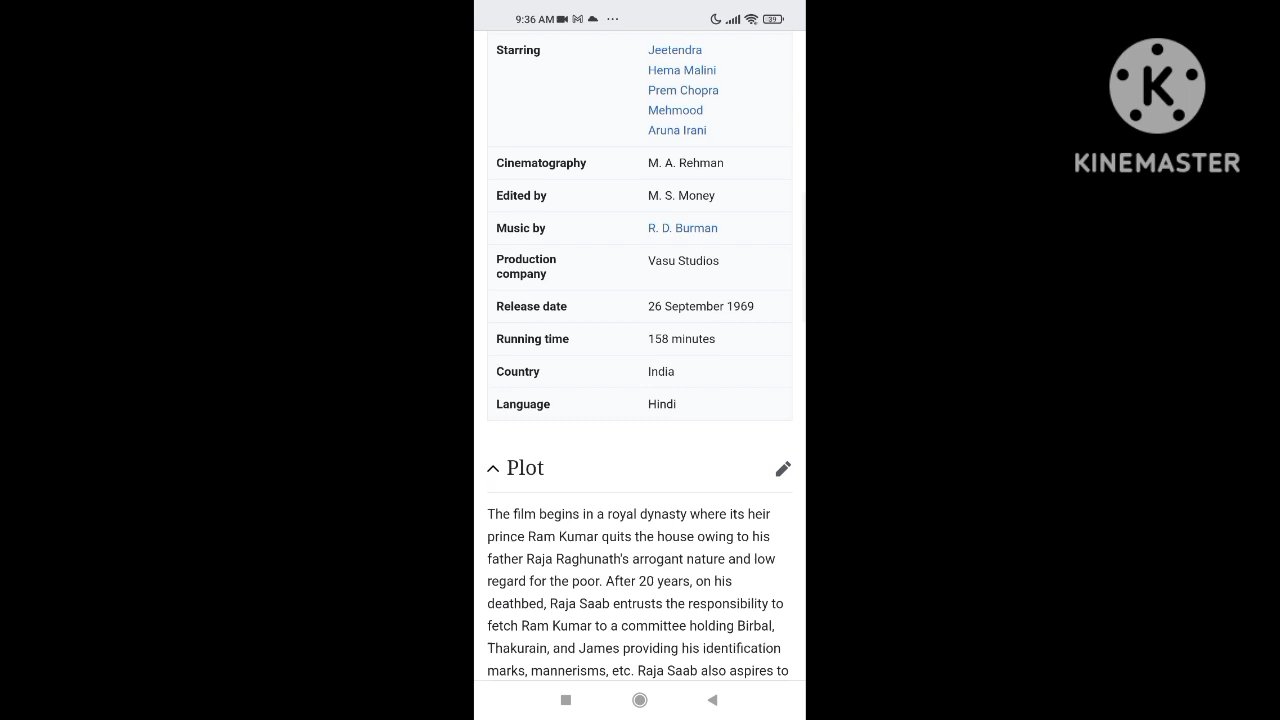 9:36 AM
39
Starring Jeetendra
Hema Malini
Prem Chopra
Mehmood
Aruna Irani
Cinematography M. A. Rehman
Edited by M. S. Money
Music by R. D. Burman
Production
company Vasu Studios
Release date 26 September 1969
Running time 158 minutes
Country India
Language Hindi
Plot
The film begins in a royal dynasty where its heir
prince Ram Kumar quits the house owing to his
father Raja Raghunath's arrogant nature and low
regard for the poor. After 20 years, on his
deathbed, Raja Saab entrusts the responsibility to
fetch Ram Kumar to a committee holding Birbal,
Thakurain, and James providing his identification
marks, mannerisms, etc. Raja Saab also aspires to
K
KINEMASTER